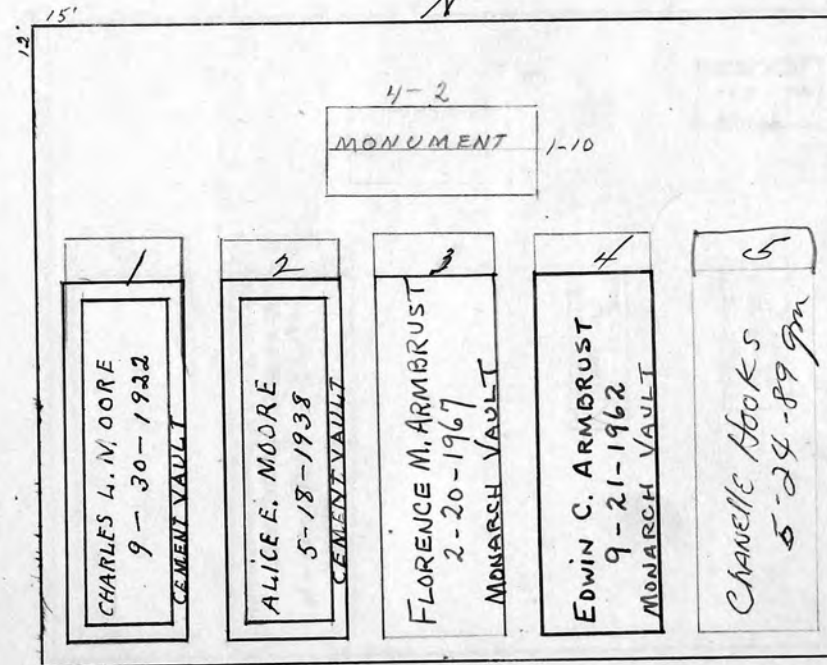 N
15'
12'
4-2
MONUMENT
1-10
1
CHARLES L. MOORE
9-30-1922
CEMENT VAULT
2
ALICE E. MOORE
5-18-1938
CEMENT VAULT
3
FLORENCE M. ARMBRUST
2-20-1967
MONARCH VAULT
4
EDWIN C. ARMBRUST
9-21-1962
MONARCH VAULT
5
Chanelle Hooks
5-24-89